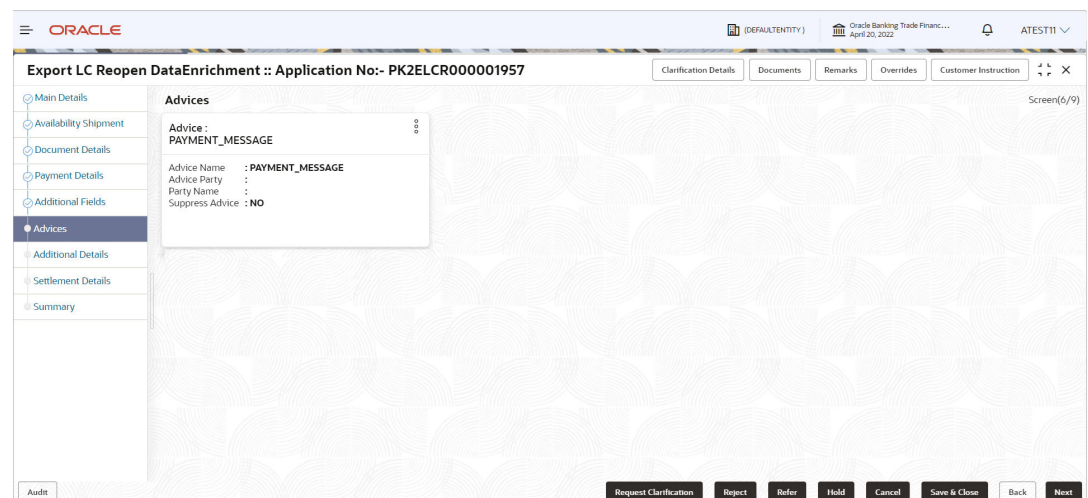 ORACLE
(DEFAULTENTITY)
Oracle Banking Trade Financ...
April 20, 2022
ATEST11
Export LC Reopen DataEnrichment :: Application No:- PK2ELCR000001957
Clarification Details
Documents
Remarks
Overrides
Customer Instruction
Main Details
Availability Shipment
Document Details
Payment Details
Additional Fields
Advices
Additional Details
Settlement Details
Summary
Advices
Screen(6/9)
Advice :
PAYMENT_MESSAGE
Advice Name : PAYMENT_MESSAGE
Advice Party :
Party Name :
Suppress Advice : NO
Audit
Request Clarification
Reject
Refer
Hold
Cancel
Save & Close
Back
Next